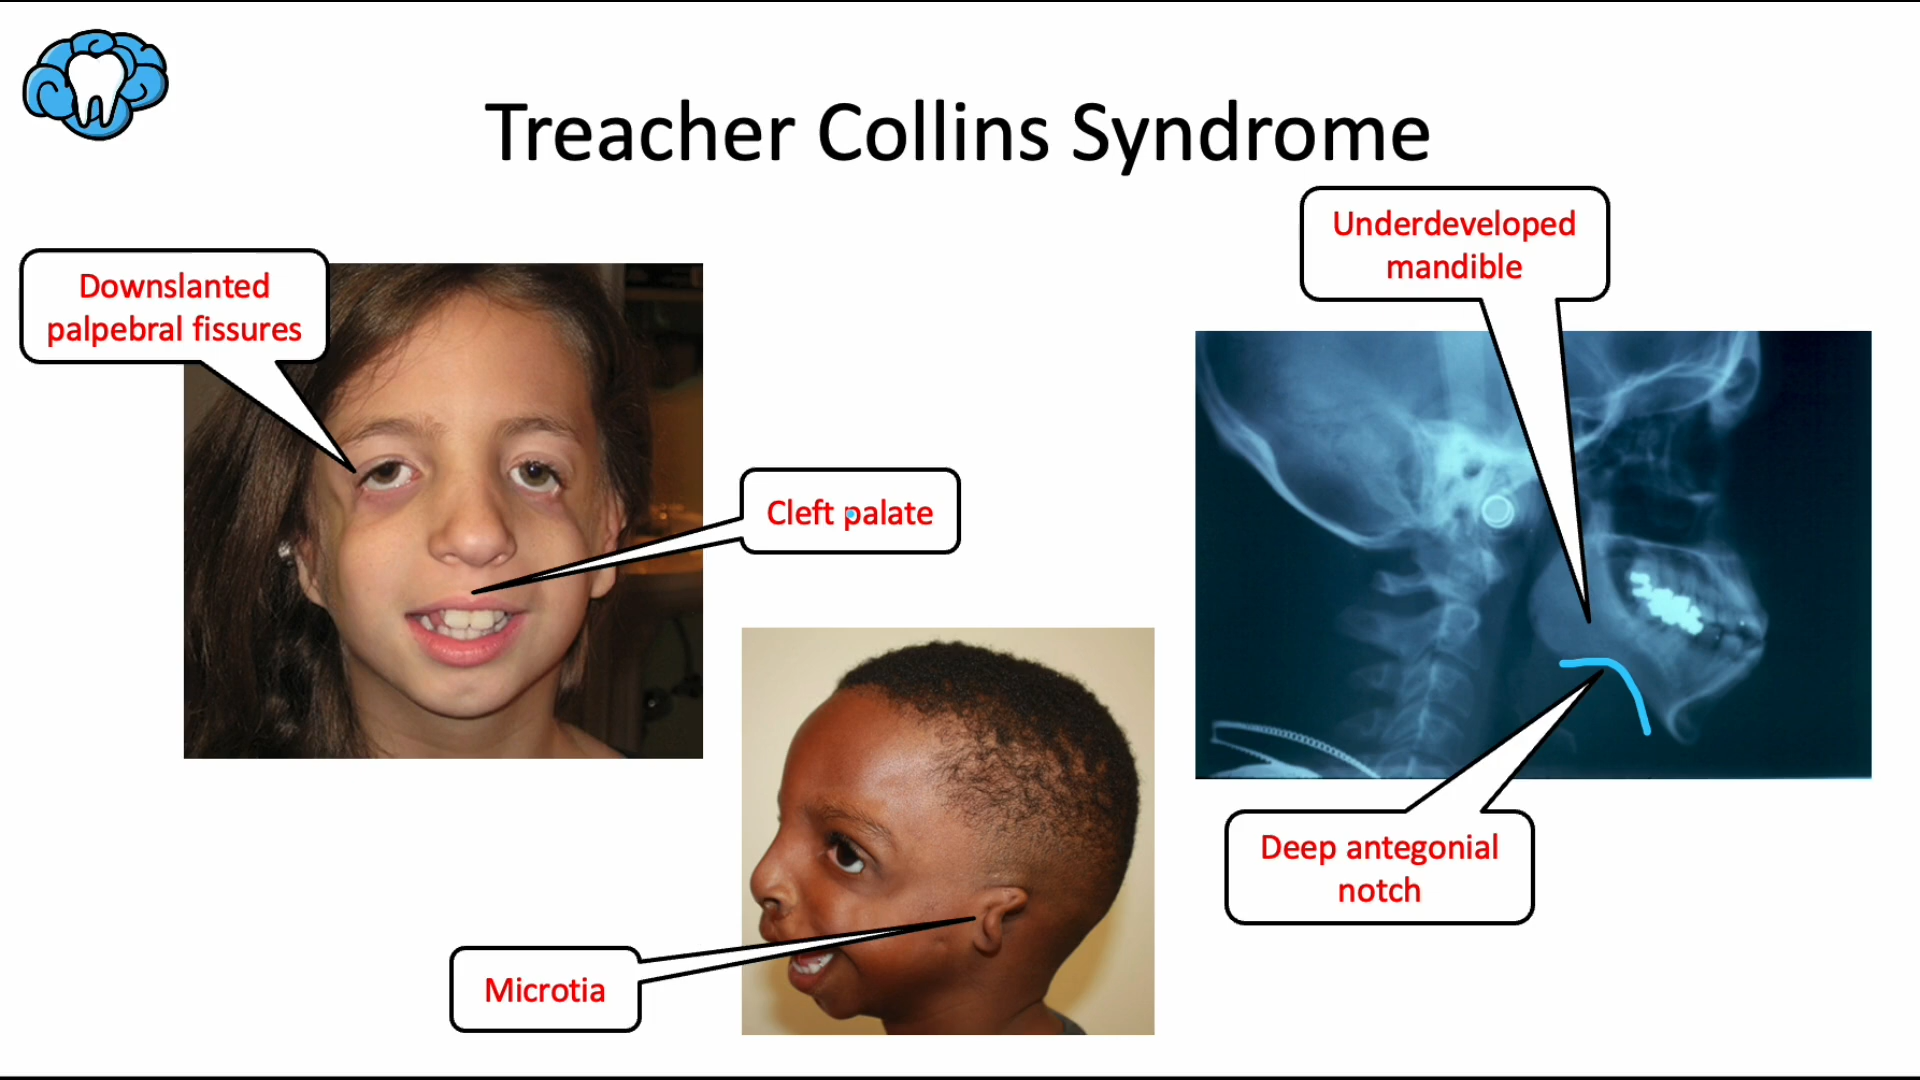 Treacher Collins Syndrome
Downslanted
palpebral fissures
Underdeveloped
mandible
Cleft palate
Deep antegonial
notch
Microtia